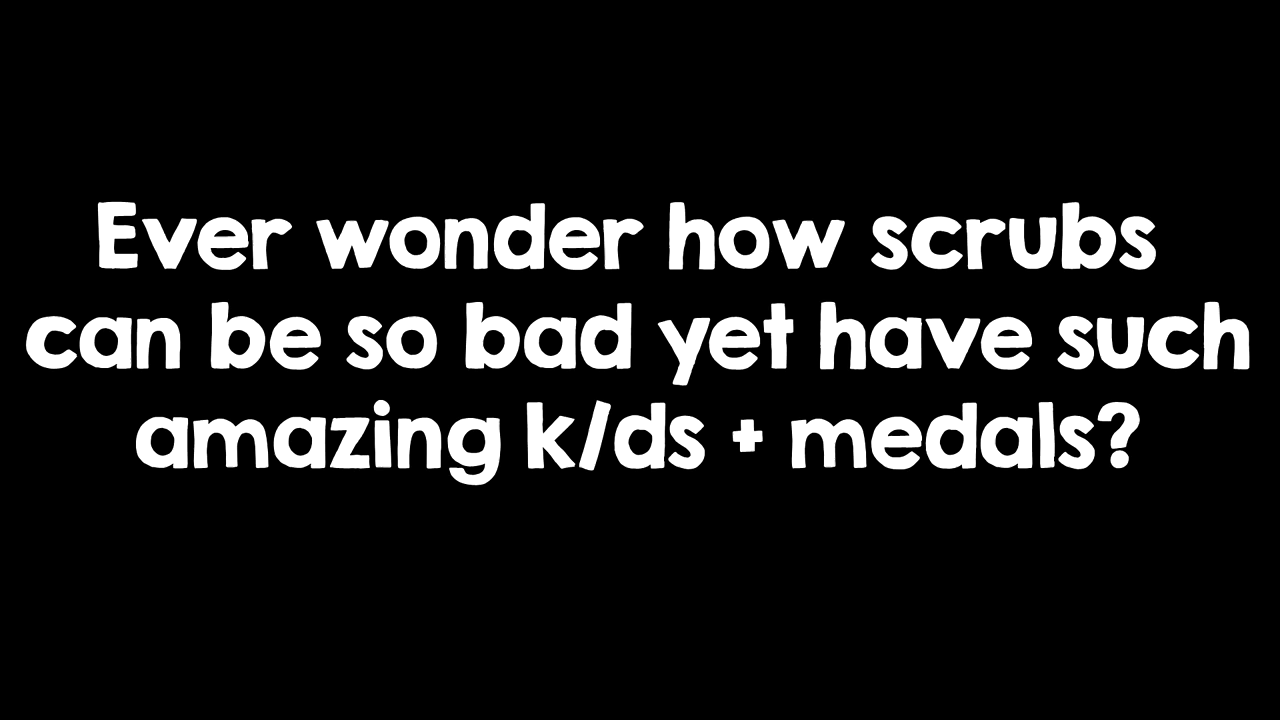 Ever wonder how scrubs
can be so bad yet have such
amazing k/ds + medals?